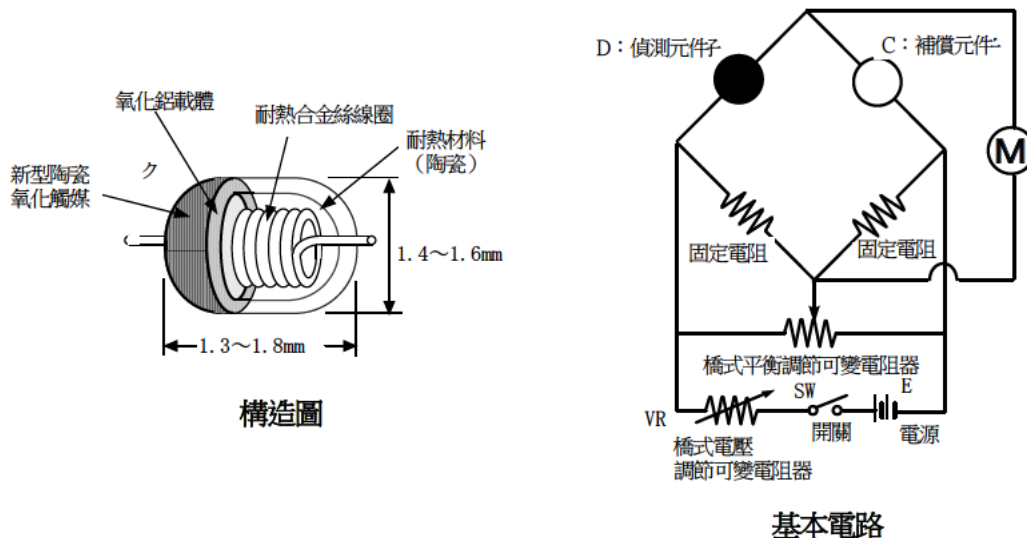 氧化鋁載體
耐熱合金絲線圈
耐熱材料
(陶瓷)
新型陶瓷
氧化觸媒
ク
1.4～1.6mm
1.3～1.8mm
構造圖
D：偵測元件子
C：補償元件
M
固定電阻
固定電阻
橋式平衡調節可變電阻器
SW
E
VR
開關
電源
橋式電壓
調節可變電阻器
基本電路